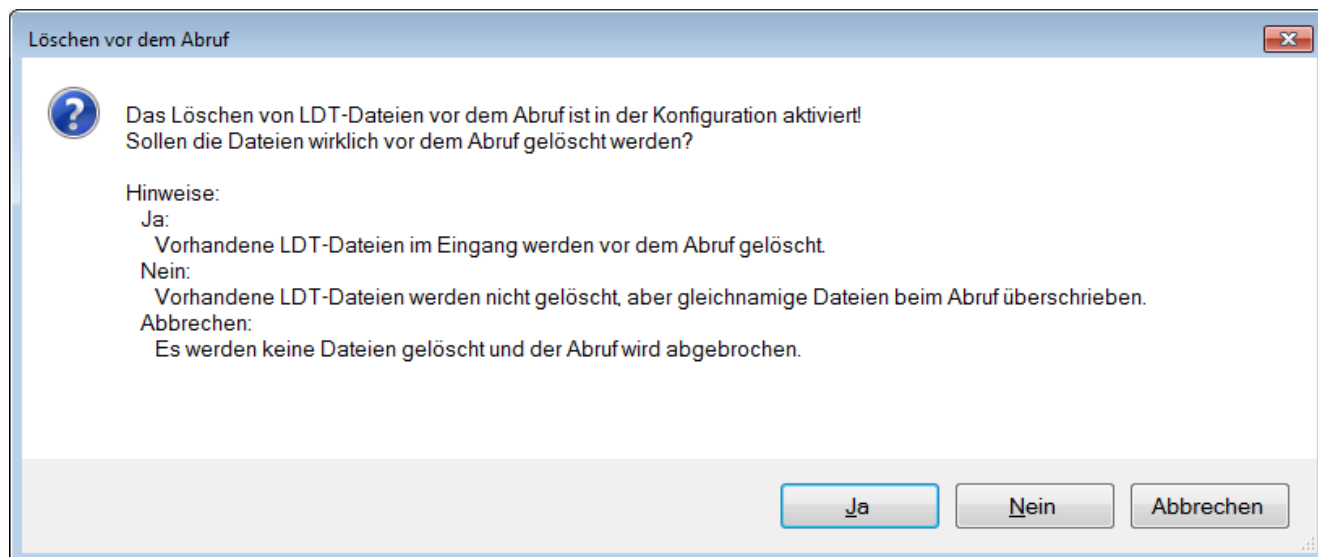 Löschen vor dem Abruf
Das Löschen von LDT-Dateien vor dem Abruf ist in der Konfiguration aktiviert!
Sollen die Dateien wirklich vor dem Abruf gelöscht werden?
Hinweise:
Ja:
Vorhandene LDT-Dateien im Eingang werden vor dem Abruf gelöscht.
Nein:
Vorhandene LDT-Dateien werden nicht gelöscht, aber gleichnamige Dateien beim Abruf überschrieben.
Abbrechen:
Es werden keine Dateien gelöscht und der Abruf wird abgebrochen.
Ja Nein Abbrechen